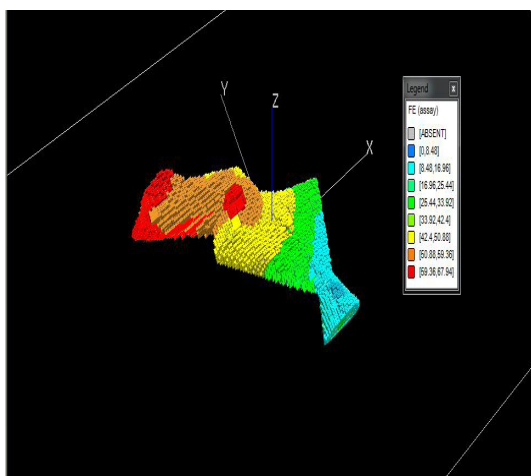 Y
Z
X
Legend
x
FE (assay)
[ABSENT]
[0,8.48]
[8.48,16.96]
[16.96,25.44]
[25.44,33.92]
[33.92,42.4]
[42.4,50.88]
[50.88,59.36]
[59.36,67.94]